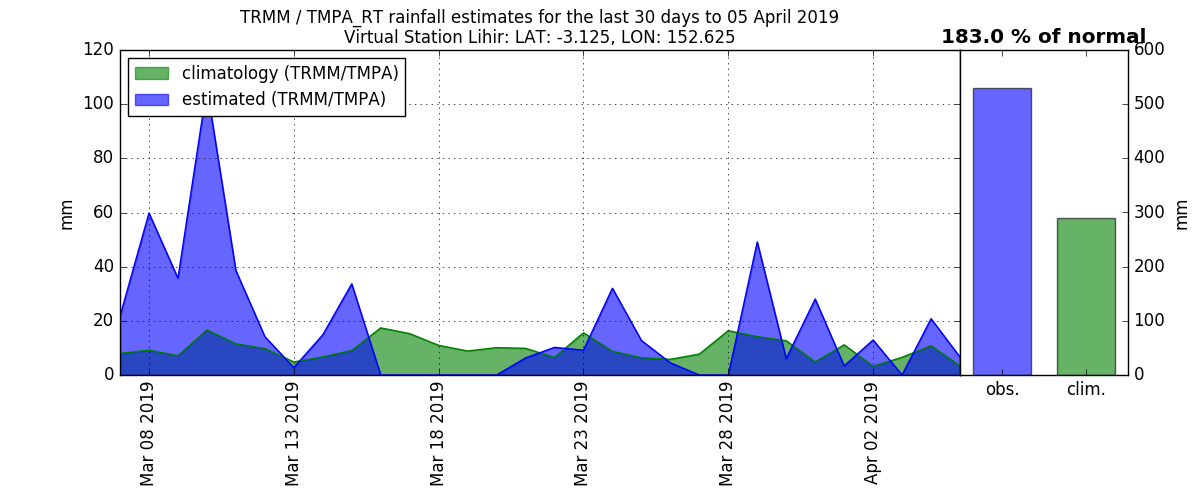 TRMM / TMPA_RT rainfall estimates for the last 30 days to 05 April 2019
Virtual Station Lihir: LAT: -3.125, LON: 152.625
183.0 % of normal
climatology (TRMM/TMPA)
estimated (TRMM/TMPA)
120
100
80
60
40
20
0
mm
Mar 08 2019
Mar 13 2019
Mar 18 2019
Mar 23 2019
Mar 28 2019
Apr 02 2019
600
500
400
300
200
100
0
mm
obs.
clim.